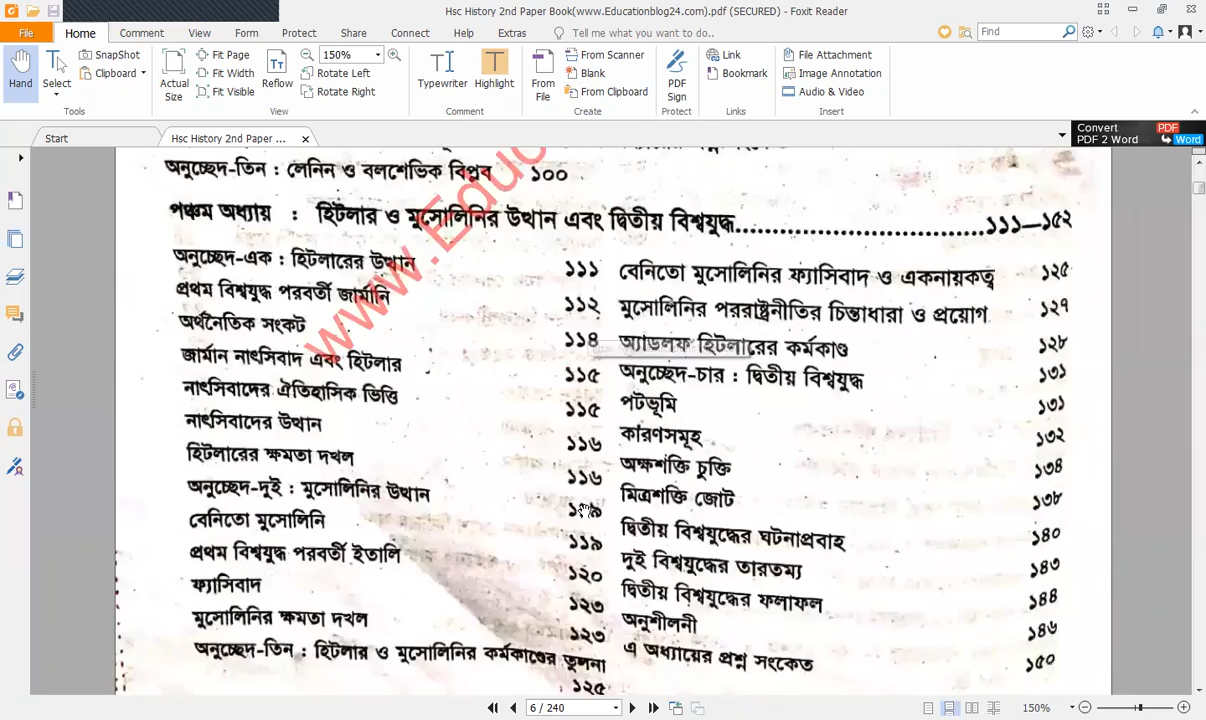 Hsc History 2nd Paper Book(www.Educationblog24.com).pdf (SECURED) - Foxit Reader
File Home Comment View Form Protect Share Connect Help Extras Tell me what you want to do.. Find
Hand Select SnapShot Clipboard Actual Size Fit Page Fit Width Fit Visible Reflow 150% Rotate Left Rotate Right Typewriter Highlight From File From Scanner Blank From Clipboard PDF Sign Link Bookmark File Attachment Image Annotation Audio & Video
Tools View Comment Create Protect Links Insert
Start Hsc History 2nd Paper ... Convert PDF 2 Word PDF Word
অনুচ্ছেদ-তিন : লেনিন ও বলশেভিক বিপ্লব ১০০
পঞ্চম অধ্যায় : হিটলার ও মুসোলিনির উত্থান এবং দ্বিতীয় বিশ্বযুদ্ধ....................................১১১—১৫২
অনুচ্ছেদ-এক : হিটলারের উত্থান ১১১
প্রথম বিশ্বযুদ্ধ পরবর্তী জার্মানি ১১২
অর্থনৈতিক সংকট ১১৪
জার্মান নাৎসিবাদ এবং হিটলার ১১৫
নাৎসিবাদের ঐতিহাসিক ভিত্তি ১১৫
নাৎসিবাদের উত্থান ১১৬
হিটলারের ক্ষমতা দখল ১১৬
অনুচ্ছেদ-দুই : মুসোলিনির উত্থান ১১৯
বেনিতো মুসোলিনি ১১৯
প্রথম বিশ্বযুদ্ধ পরবর্তী ইতালি ১২০
ফ্যাসিবাদ ১২৩
মুসোলিনির ক্ষমতা দখল ১২৩
অনুচ্ছেদ-তিন : হিটলার ও মুসোলিনির কর্মকাণ্ডের তুলনা
১২৫
বেনিতো মুসোলিনির ফ্যাসিবাদ ও একনায়কত্ব ১২৫
মুসোলিনির পররাষ্ট্রনীতির চিন্তাধারা ও প্রয়োগ ১২৭
অ্যাডলফ হিটলারের কর্মকাণ্ড ১২৮
অনুচ্ছেদ-চার : দ্বিতীয় বিশ্বযুদ্ধ ১৩১
পটভূমি ১৩১
কারণসমূহ ১৩২
অক্ষশক্তি চুক্তি ১৩৪
মিত্রশক্তি জোট ১৩৮
দ্বিতীয় বিশ্বযুদ্ধের ঘটনাপ্রবাহ ১৪০
দুই বিশ্বযুদ্ধের তারতম্য ১৪৩
দ্বিতীয় বিশ্বযুদ্ধের ফলাফল ১৪৪
অনুশীলনী ১৪৬
এ অধ্যায়ের প্রশ্ন সংকেত ১৫০
www.Educ
6 / 240 150%